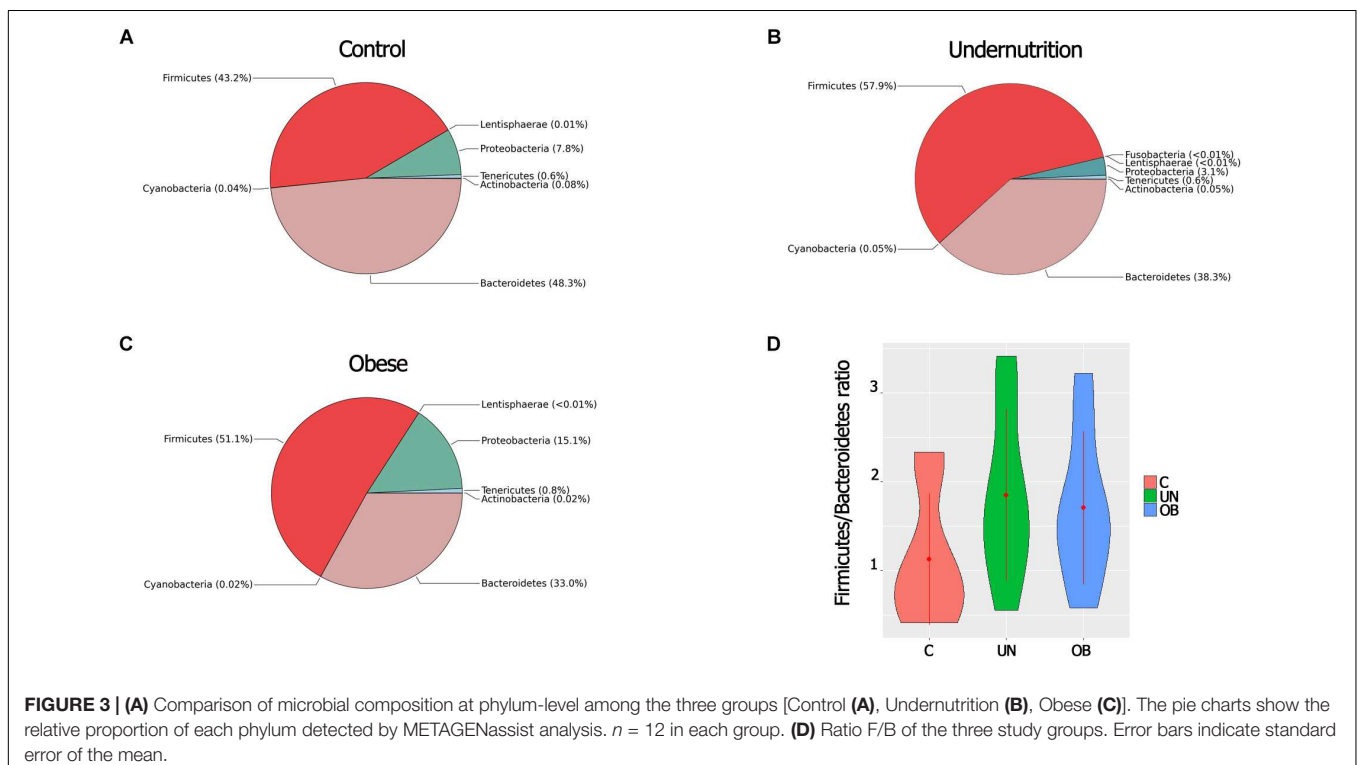 A
Control
Firmicutes (43.2%)
Lentisphaerae (0.01%)
Proteobacteria (7.8%)
Tenericutes (0.6%)
Actinobacteria (0.08%)
Cyanobacteria (0.04%)
Bacteroidetes (48.3%)
B
Undernutrition
Firmicutes (57.9%)
Fusobacteria (<0.01%)
Lentisphaerae (<0.01%)
Proteobacteria (3.1%)
Tenericutes (0.6%)
Actinobacteria (0.05%)
Cyanobacteria (0.05%)
Bacteroidetes (38.3%)
C
Obese
Lentisphaerae (<0.01%)
Firmicutes (51.1%)
Proteobacteria (15.1%)
Tenericutes (0.8%)
Actinobacteria (0.02%)
Cyanobacteria (0.02%)
Bacteroidetes (33.0%)
D
Firmicutes/Bacteroidetes ratio
3
2
1
C
UN
OB
C
UN
OB
FIGURE 3 | (A) Comparison of microbial composition at phylum-level among the three groups [Control (A), Undernutrition (B), Obese (C)]. The pie charts show the
relative proportion of each phylum detected by METAGENassist analysis. n = 12 in each group. (D) Ratio F/B of the three study groups. Error bars indicate standard
error of the mean.